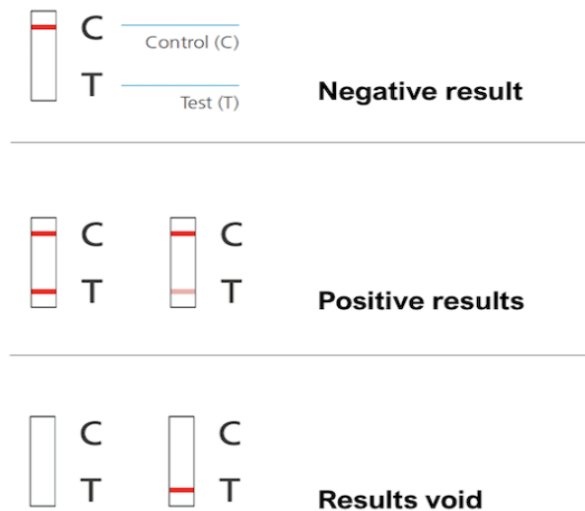 C
Control (C)
T
Test (T)
Negative result
C C
T T
Positive results
C C
T T
Results void